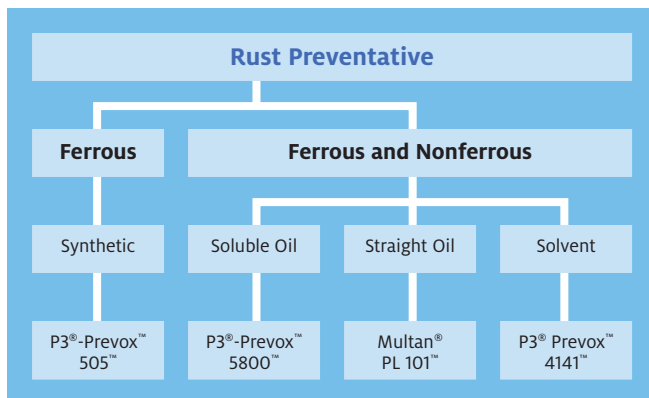 Rust Preventative
Ferrous
Ferrous and Nonferrous
Synthetic
Soluble Oil
Straight Oil
Solvent
P3®-Prevox™
505™
P3®-Prevox™
5800™
Multan®
PL 101™
P3® Prevox™
4141™